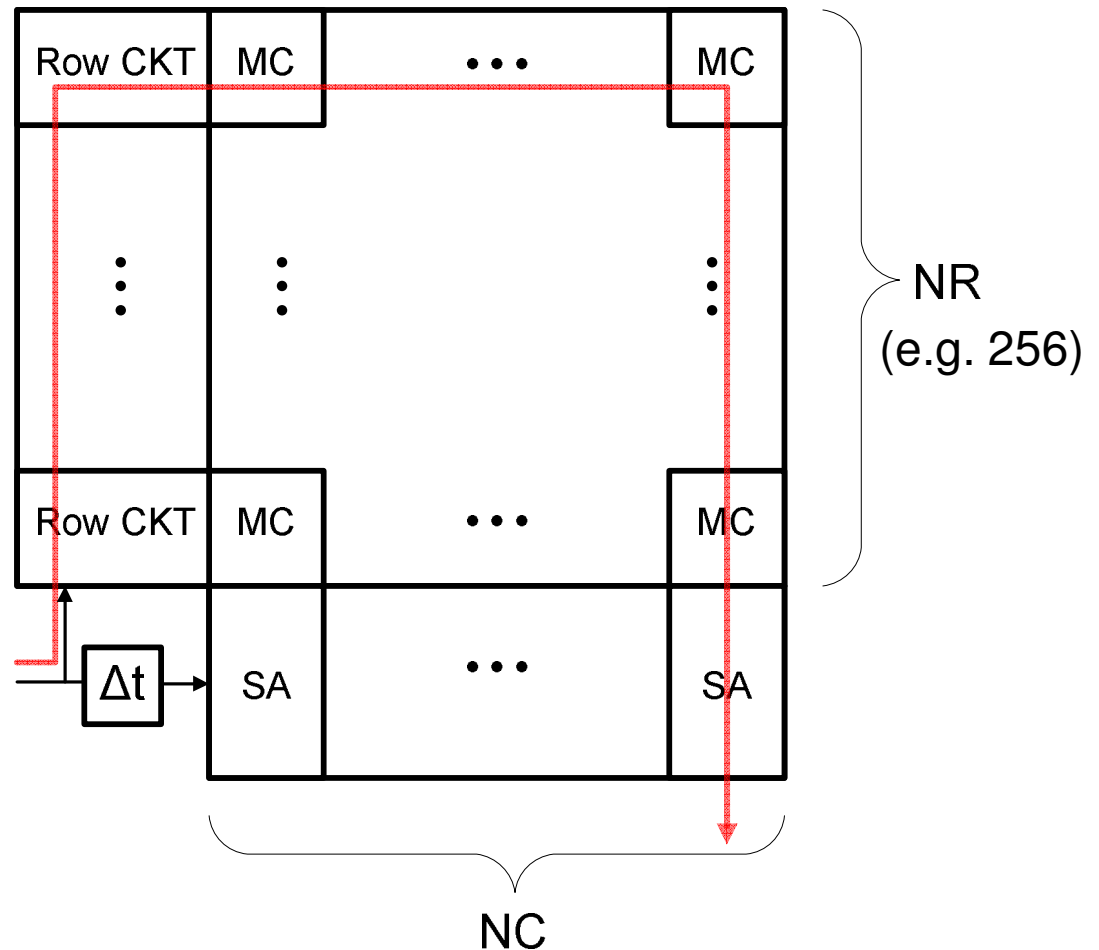 Row CKT MC ••• MC
NR
(e.g. 256)
Row CKT MC ••• MC
Δt SA ••• SA
NC